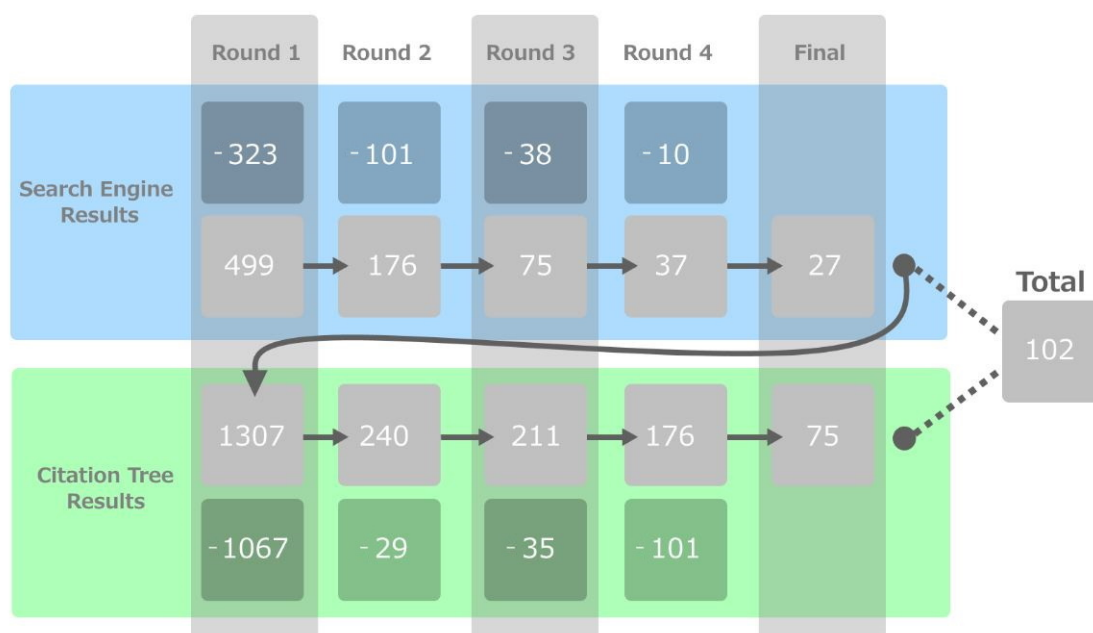 Round 1 Round 2 Round 3 Round 4 Final
-323 -101 -38 -10
Search Engine
Results
499 176 75 37 27
Total
102
1307 240 211 176 75
Citation Tree
Results
-1067 -29 -35 -101